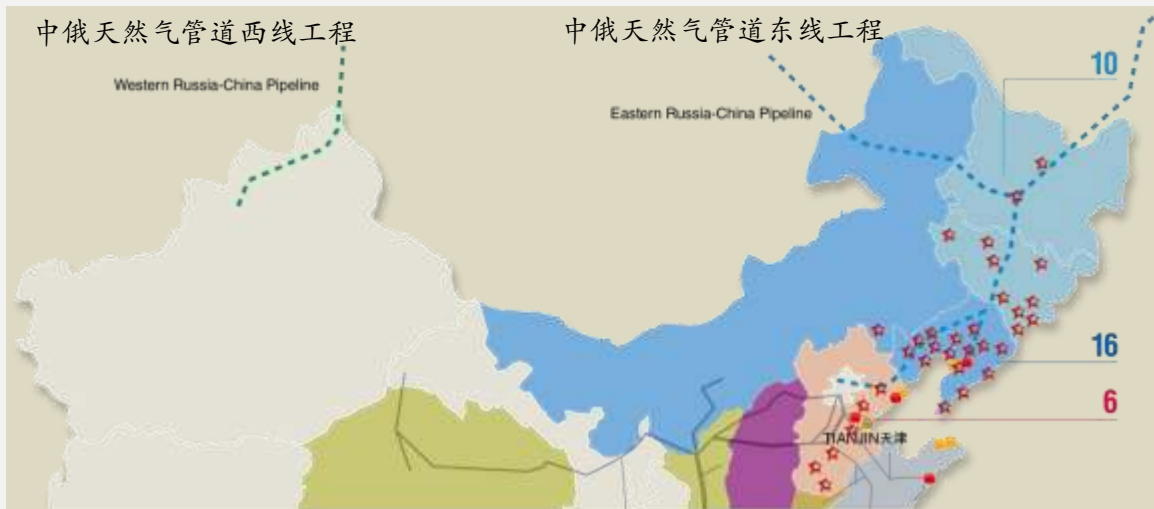 中俄天然气管道西线工程
中俄天然气管道东线工程
Western Russia-China Pipeline
Eastern Russia-China Pipeline
10
16
6
TIANJIN天津